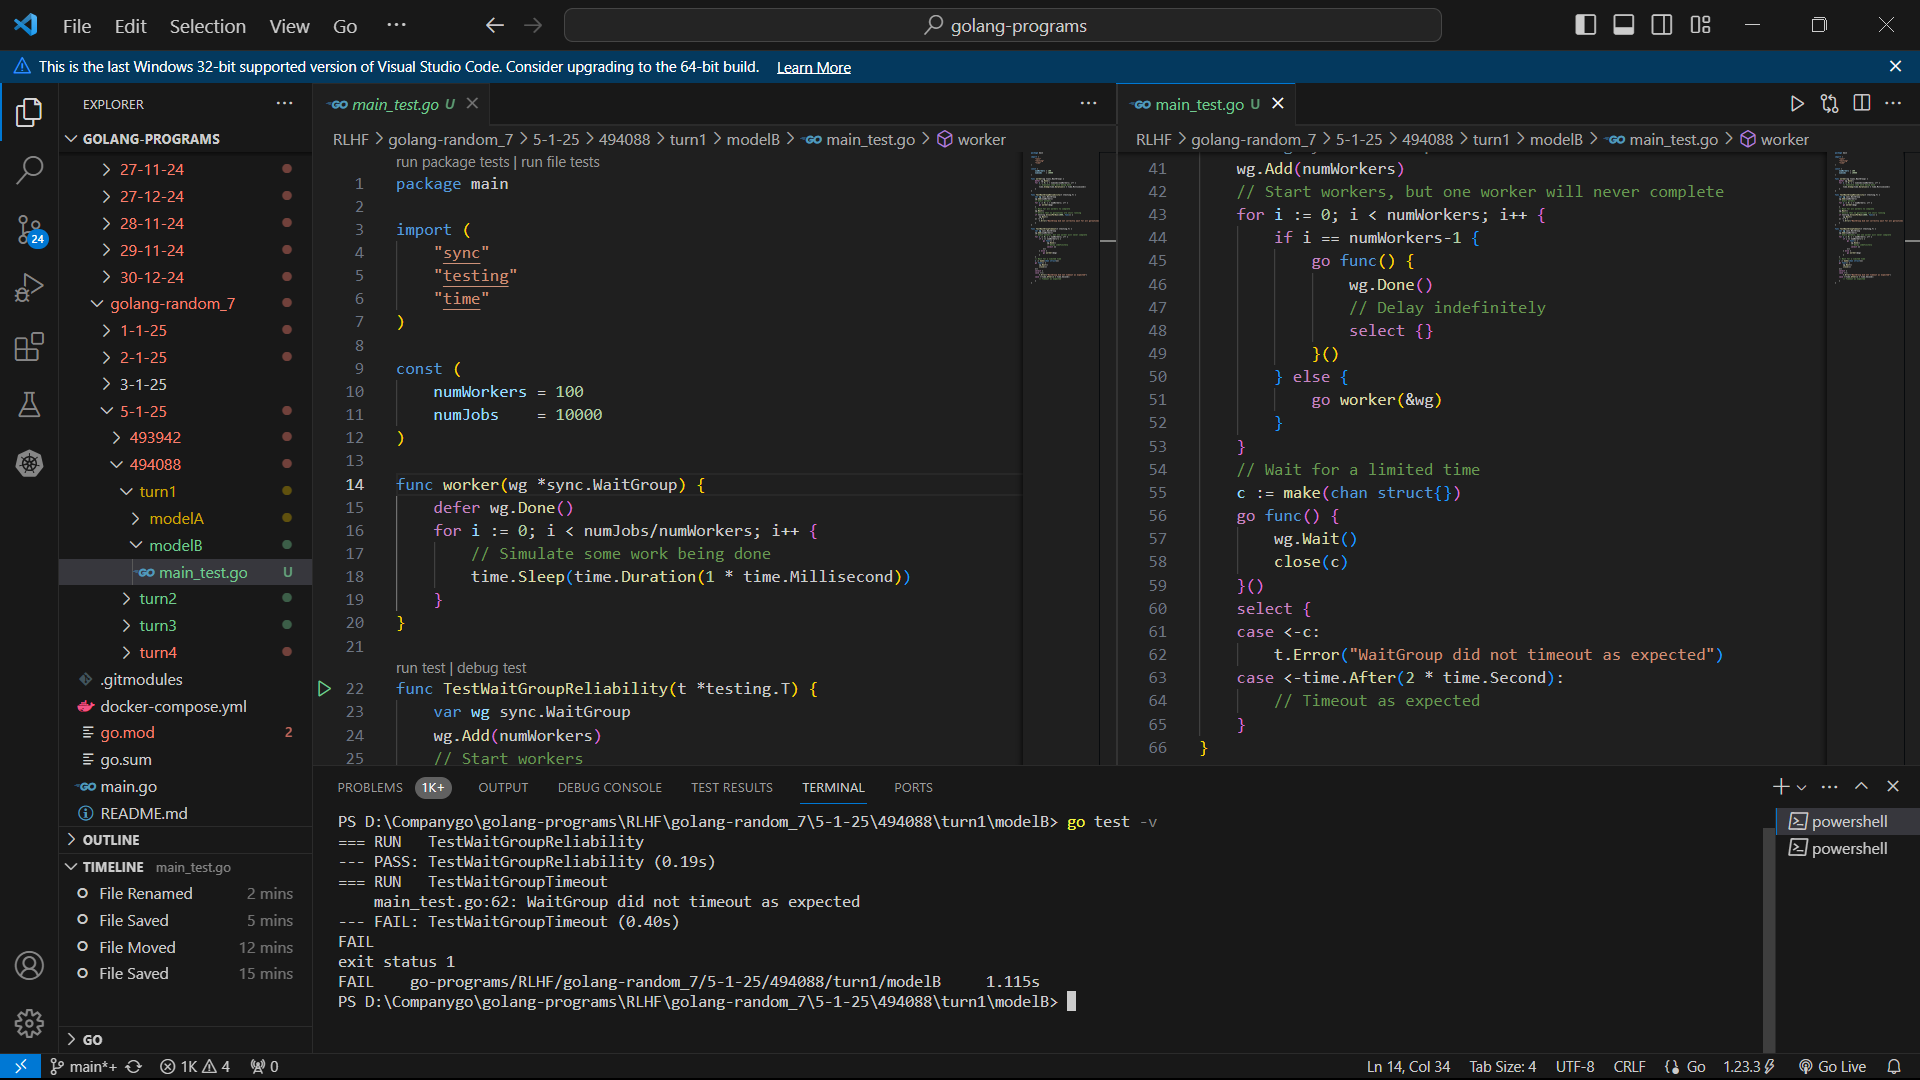 File Edit Selection View Go ···
golang-programs
This is the last Windows 32-bit supported version of Visual Studio Code. Consider upgrading to the 64-bit build. Learn More
EXPLORER
GOLANG-PROGRAMS
27-11-24
27-12-24
28-11-24
29-11-24
30-12-24
golang-random_7
1-1-25
2-1-25
3-1-25
5-1-25
493942
494088
turn1
modelA
modelB
main_test.go U
turn2
turn3
turn4
.gitmodules
docker-compose.yml
go.mod 2
go.sum
main.go
README.md
OUTLINE
TIMELINE main_test.go
File Renamed 2 mins
File Saved 5 mins
File Moved 12 mins
File Saved 15 mins
GO
24
main_test.go U
RLHF > golang-random_7 > 5-1-25 > 494088 > turn1 > modelB > main_test.go > worker
run package tests | run file tests
1 package main
2
3 import (
4 "sync"
5 "testing"
6 "time"
7 )
8
9 const (
10 numWorkers = 100
11 numJobs    = 10000
12 )
13
14 func worker(wg *sync.WaitGroup) {
15 defer wg.Done()
16 for i := 0; i < numJobs/numWorkers; i++ {
17 // Simulate some work being done
18 time.Sleep(time.Duration(1 * time.Millisecond))
19 }
20 }
21
run test | debug test
22 func TestWaitGroupReliability(t *testing.T) {
23 var wg sync.WaitGroup
24 wg.Add(numWorkers)
25 // Start workers
main_test.go U
RLHF > golang-random_7 > 5-1-25 > 494088 > turn1 > modelB > main_test.go > worker
41 wg.Add(numWorkers)
42 // Start workers, but one worker will never complete
43 for i := 0; i < numWorkers; i++ {
44 if i == numWorkers-1 {
45 go func() {
46 wg.Done()
47 // Delay indefinitely
48 select {}
49 }()
50 } else {
51 go worker(&wg)
52 }
53 }
54 // Wait for a limited time
55 c := make(chan struct{})
56 go func() {
57 wg.Wait()
58 close(c)
59 }()
60 select {
61 case <-c:
62 t.Error("WaitGroup did not timeout as expected")
63 case <-time.After(2 * time.Second):
64 // Timeout as expected
65 }
66 }
PROBLEMS 1K+ OUTPUT DEBUG CONSOLE TEST RESULTS TERMINAL PORTS
PS D:\Companygo\golang-programs\RLHF\golang-random_7\5-1-25\494088\turn1\modelB> go test -v
=== RUN   TestWaitGroupReliability
--- PASS: TestWaitGroupReliability (0.19s)
=== RUN   TestWaitGroupTimeout
    main_test.go:62: WaitGroup did not timeout as expected
--- FAIL: TestWaitGroupTimeout (0.40s)
FAIL
exit status 1
FAIL    go-programs/RLHF/golang-random_7/5-1-25/494088/turn1/modelB     1.115s
PS D:\Companygo\golang-programs\RLHF\golang-random_7\5-1-25\494088\turn1\modelB>
powershell
powershell
main*+ 1K 4 0
Ln 14, Col 34 Tab Size: 4 UTF-8 CRLF Go 1.23.3 Go Live